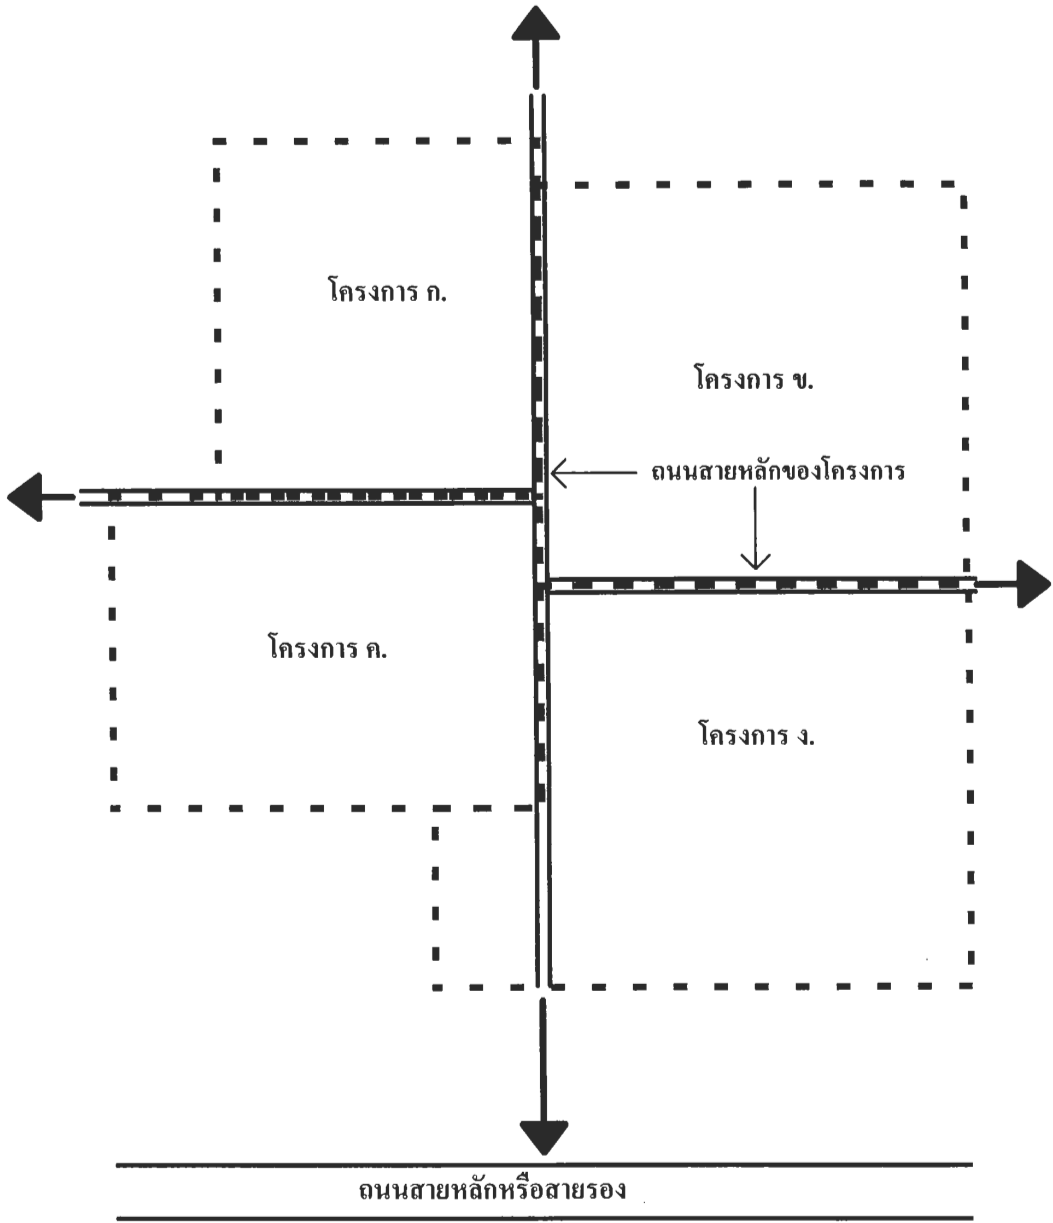 โครงการ ก.
โครงการ ข.
ถนนสายหลักของโครงการ
โครงการ ค.
โครงการ ง.
ถนนสายหลักหรือสายรอง